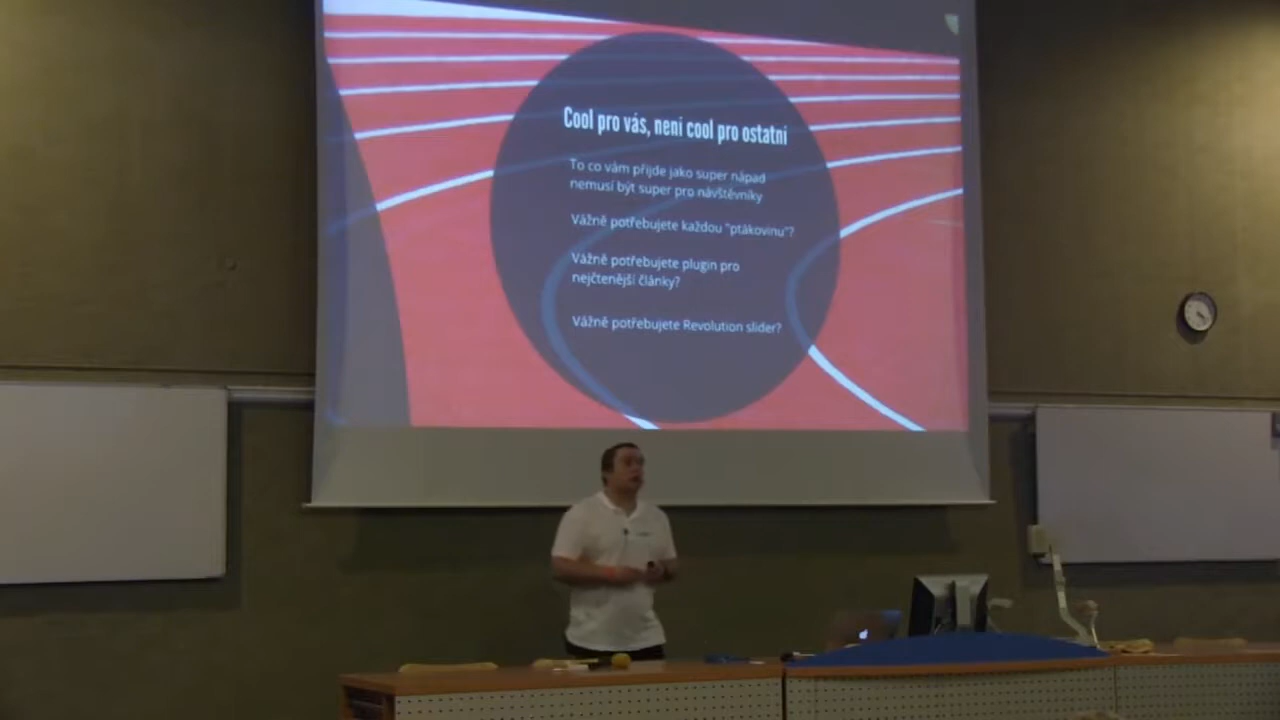 Cool pro vás, není cool pro ostatní
To co vám přijde jako super nápad
nemusí být super pro návštěvníky
Vážně potřebujete každou "ptákovinu"?
Vážně potřebujete plugin pro
nejčtenější články?
Vážně potřebujete Revolution slider?